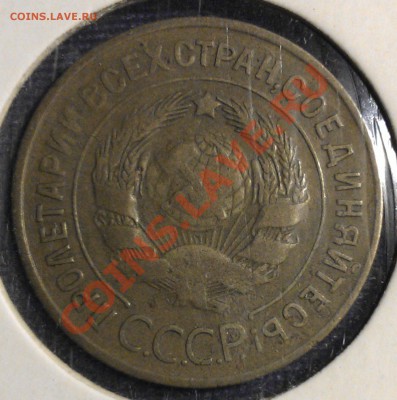 COINS.LAVE.RU
ПРОЛЕТАРИИ ВСЕХ СТРАН, СОЕДИНЯЙТЕСЬ!
С.С.С.Р.
COINS.LAVE.RU